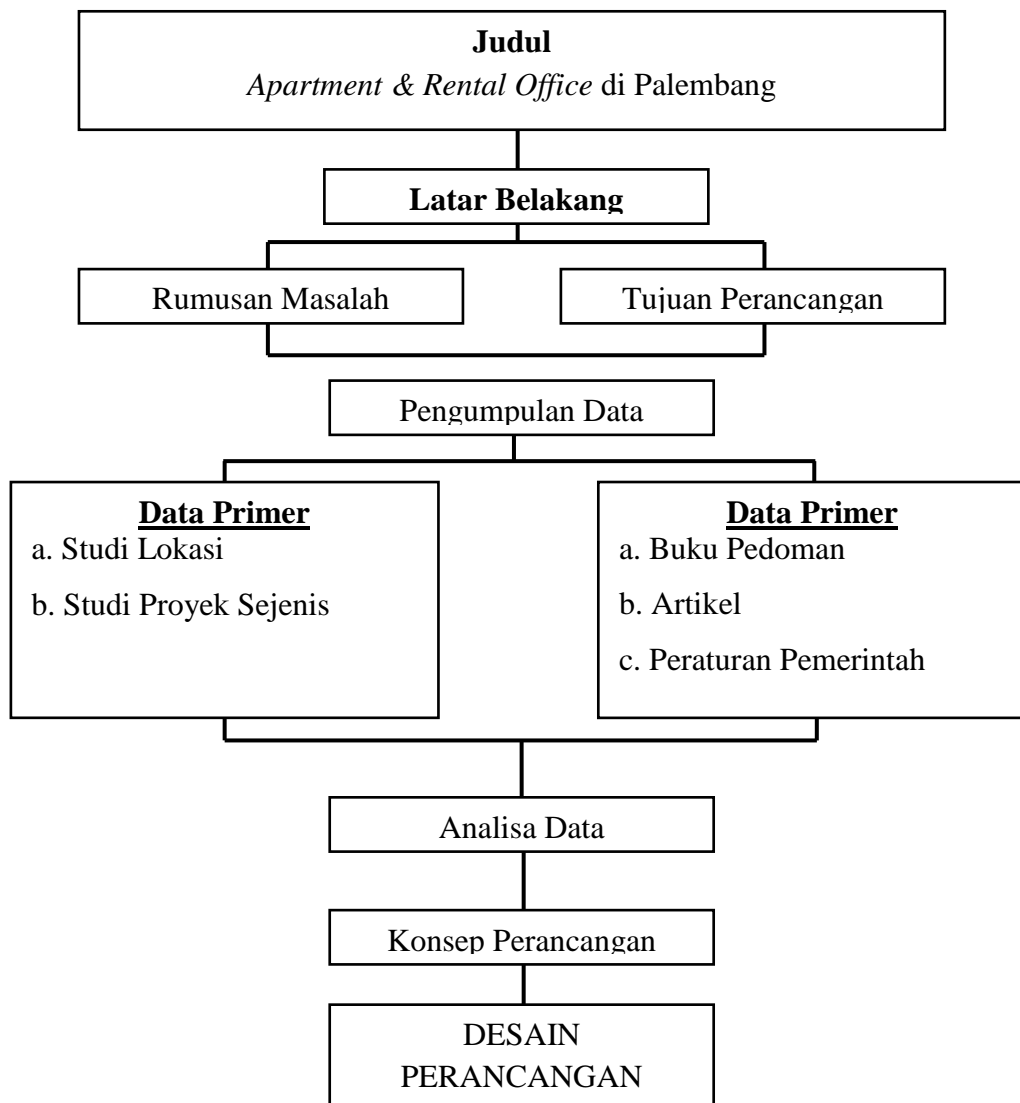 Judul
Apartment & Rental Office di Palembang
Latar Belakang
Rumusan Masalah
Tujuan Perancangan
Pengumpulan Data
Data Primer
a. Studi Lokasi
b. Studi Proyek Sejenis
Data Primer
a. Buku Pedoman
b. Artikel
c. Peraturan Pemerintah
Analisa Data
Konsep Perancangan
DESAIN
PERANCANGAN